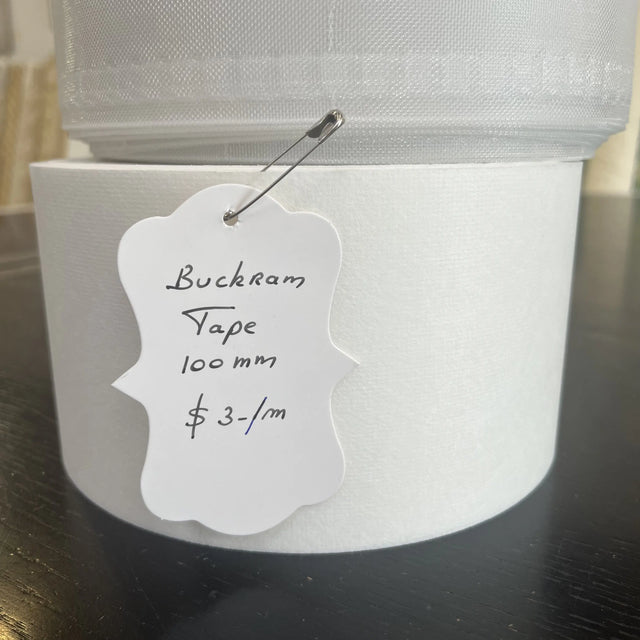 Buckram
Tape
100 mm
$ 3-/m